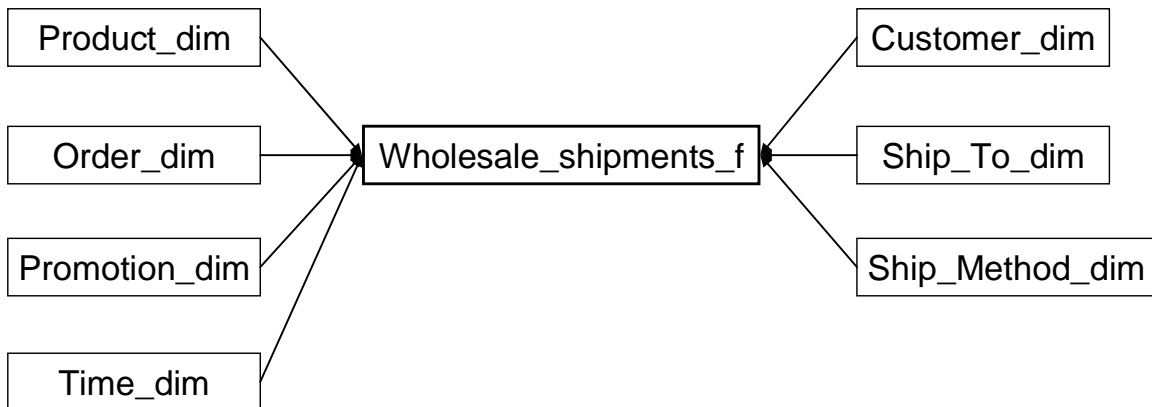 Product_dim
Customer_dim
Order_dim
Wholesale_shipments_f
Ship_To_dim
Promotion_dim
Ship_Method_dim
Time_dim